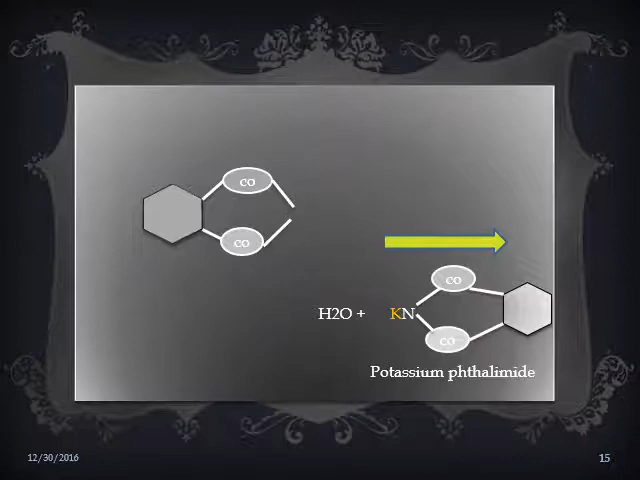 co
co
co
H2O + KN
co
Potassium phthalimide
12/30/2016
15